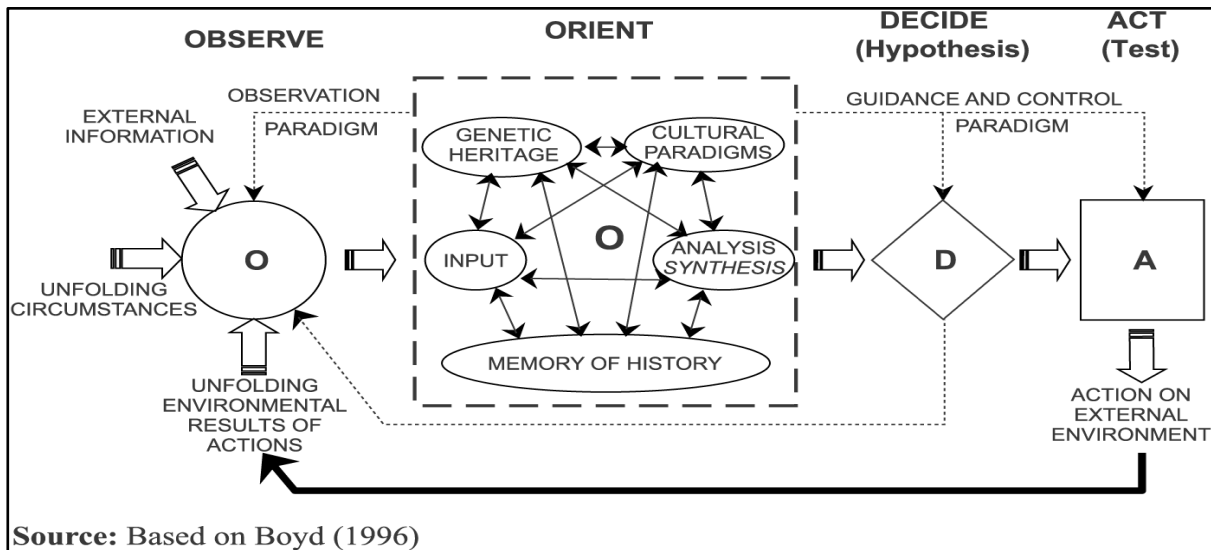 OBSERVE
ORIENT
DECIDE
(Hypothesis)
ACT
(Test)
EXTERNAL
INFORMATION
OBSERVATION
PARADIGM
GUIDANCE AND CONTROL
PARADIGM
GENETIC
HERITAGE
CULTURAL
PARADIGMS
O
UNFOLDING
CIRCUMSTANCES
INPUT
O
ANALYSIS
SYNTHESIS
D
A
MEMORY OF HISTORY
UNFOLDING
ENVIRONMENTAL
RESULTS OF
ACTIONS
ACTION ON
EXTERNAL
ENVIRONMENT
Source: Based on Boyd (1996)